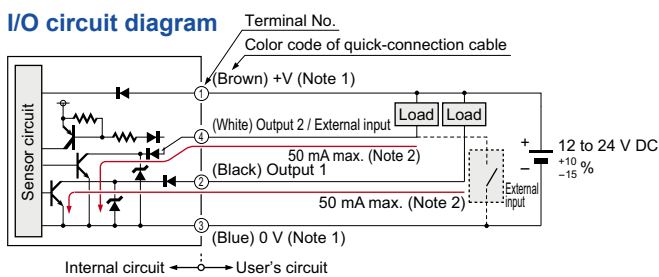 I/O circuit diagram
Terminal No.
Color code of quick-connection cable
(Brown) +V (Note 1)
1
Load
Load
Sensor circuit
4
(White) Output 2 / External input
+
12 to 24 V DC
+10
−15 %
−
50 mA max. (Note 2)
(Black) Output 1
2
External
input
50 mA max. (Note 2)
3
(Blue) 0 V (Note 1)
Internal circuit
User's circuit